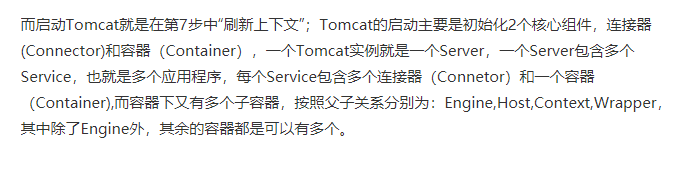 而启动Tomcat就是在第7步中“刷新上下文”；Tomcat的启动主要是初始化2个核心组件，连接器
(Connector)和容器（Container），一个Tomcat实例就是一个Server，一个Server包含多个
Service，也就是多个应用程序，每个Service包含多个连接器（Connetor）和一个容器
（Container),而容器下又有多个子容器，按照父子关系分别为：Engine,Host,Context,Wrapper，
其中除了Engine外，其余的容器都是可以有多个。